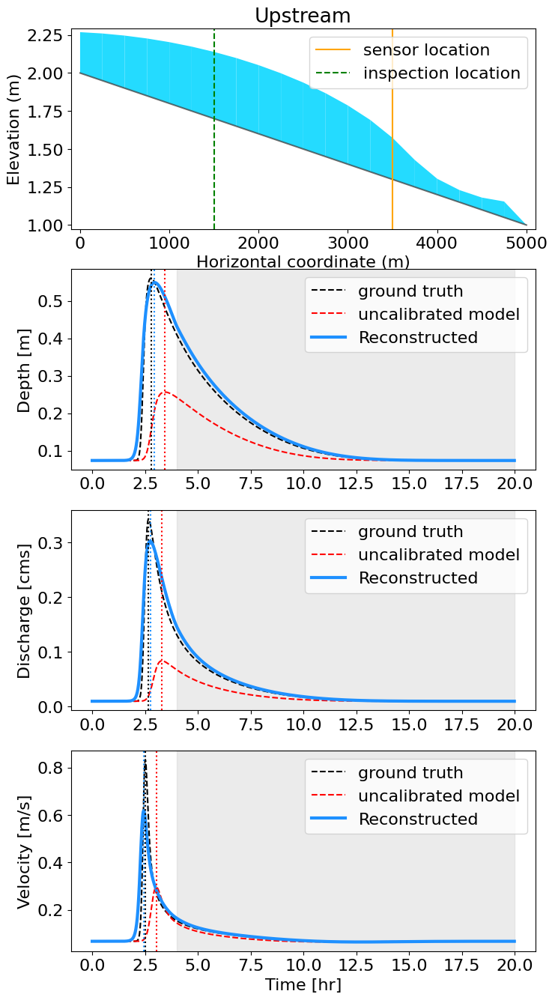 Upstream
Elevation (m)
2.25
2.00
1.75
1.50
1.25
1.00
sensor location
inspection location
0 1000 2000 3000 4000 5000
Horizontal coordinate (m)
Depth [m]
0.5
0.4
0.3
0.2
0.1
ground truth
uncalibrated model
Reconstructed
0.0 2.5 5.0 7.5 10.0 12.5 15.0 17.5 20.0
Discharge [cms]
0.3
0.2
0.1
0.0
ground truth
uncalibrated model
Reconstructed
0.0 2.5 5.0 7.5 10.0 12.5 15.0 17.5 20.0
Velocity [m/s]
0.8
0.6
0.4
0.2
ground truth
uncalibrated model
Reconstructed
0.0 2.5 5.0 7.5 10.0 12.5 15.0 17.5 20.0
Time [hr]